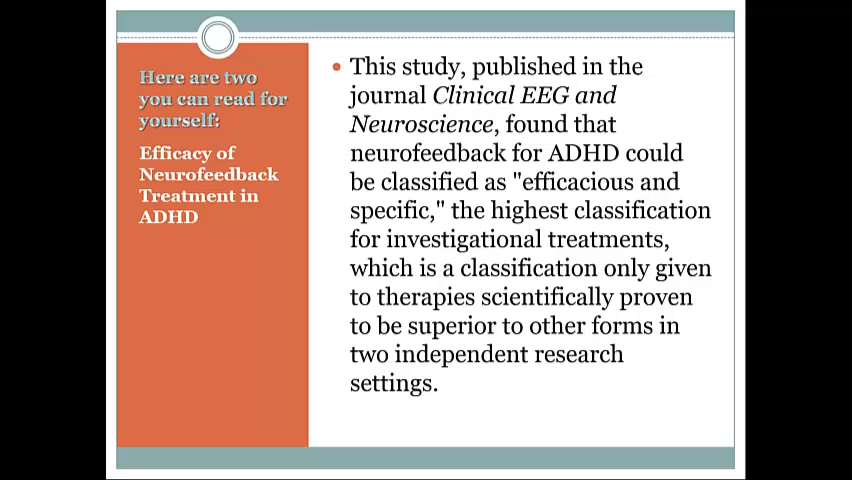 Here are two
you can read for
yourself:
Efficacy of
Neurofeedback
Treatment in
ADHD
This study, published in the
journal Clinical EEG and
Neuroscience, found that
neurofeedback for ADHD could
be classified as "efficacious and
specific," the highest classification
for investigational treatments,
which is a classification only given
to therapies scientifically proven
to be superior to other forms in
two independent research
settings.